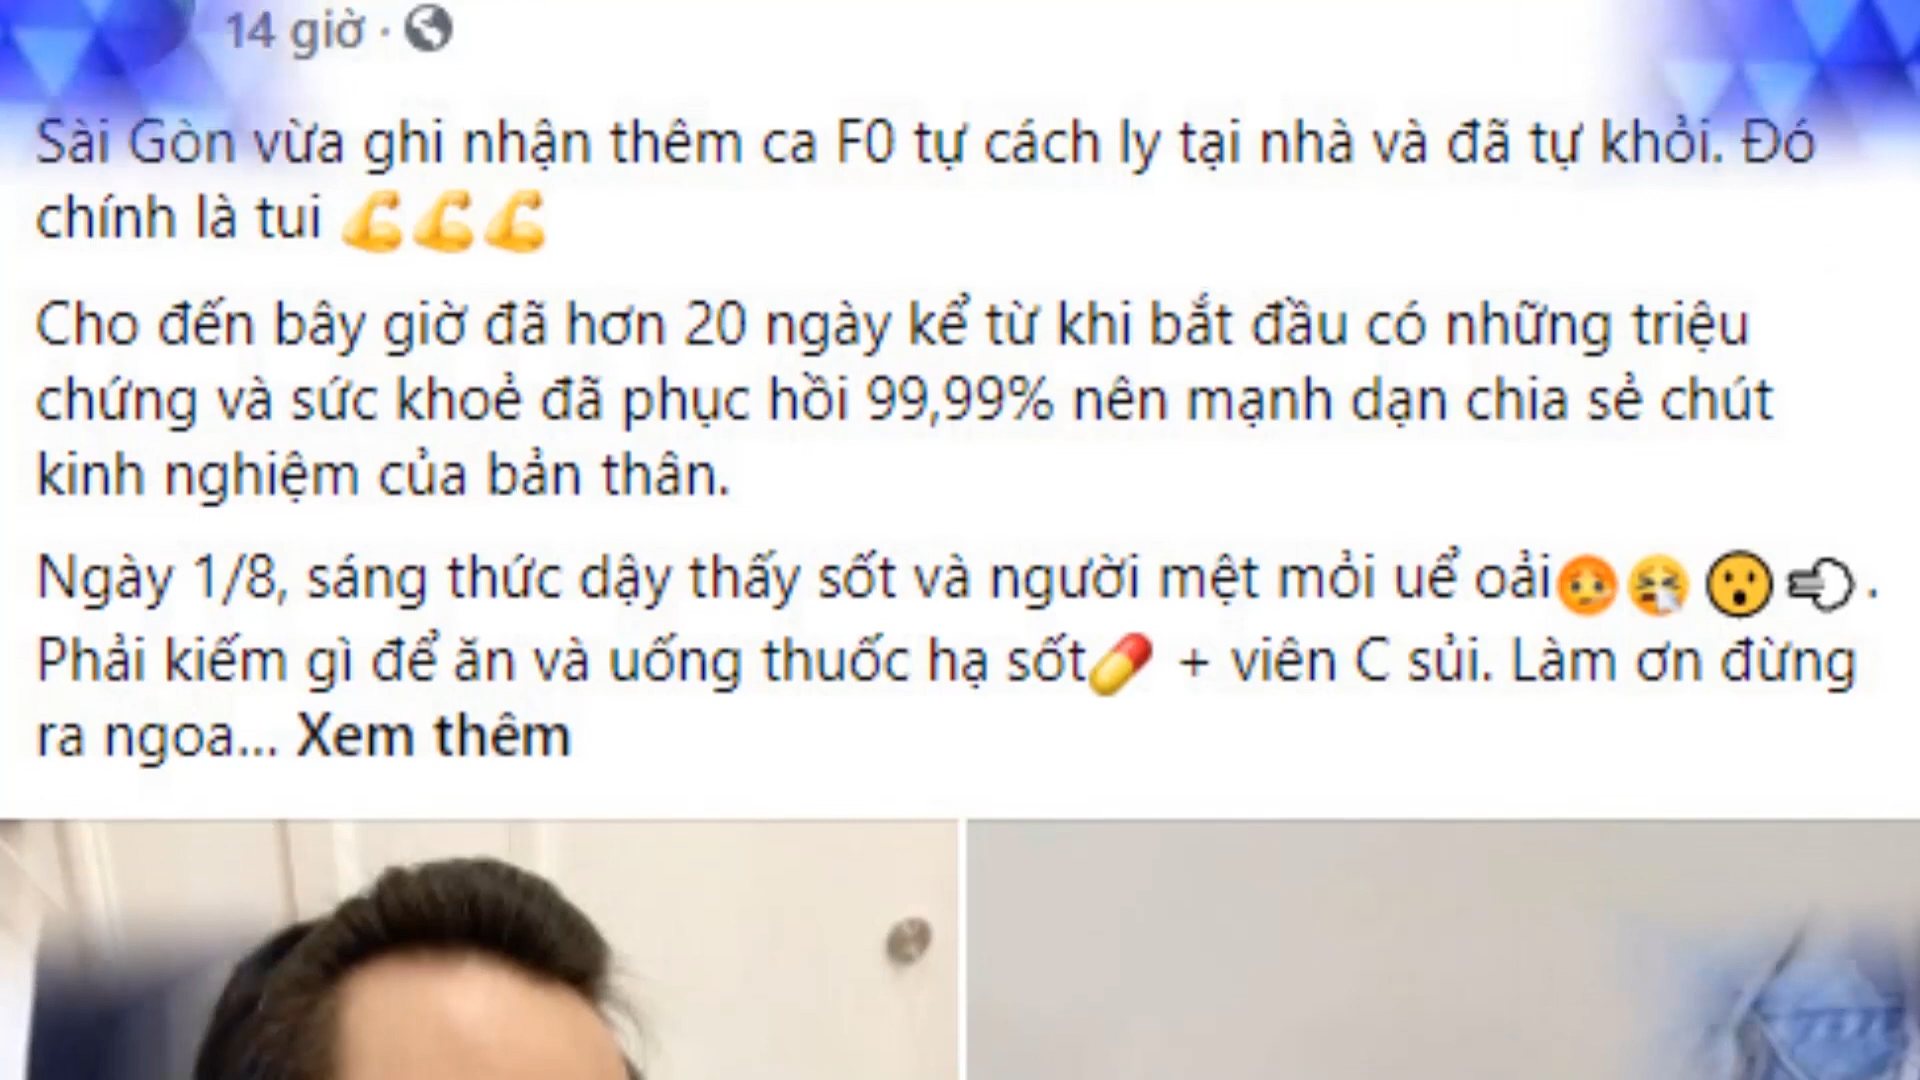 14 giờ ·
Sài Gòn vừa ghi nhận thêm ca F0 tự cách ly tại nhà và đã tự khỏi. Đó
chính là tui 💪💪💪
Cho đến bây giờ đã hơn 20 ngày kể từ khi bắt đầu có những triệu
chứng và sức khoẻ đã phục hồi 99,99% nên mạnh dạn chia sẻ chút
kinh nghiệm của bản thân.
Ngày 1/8, sáng thức dậy thấy sốt và người mệt mỏi uể oải🤒🤧😮💨.
Phải kiếm gì để ăn và uống thuốc hạ sốt💊 + viên C sủi. Làm ơn đừng
ra ngoa... Xem thêm